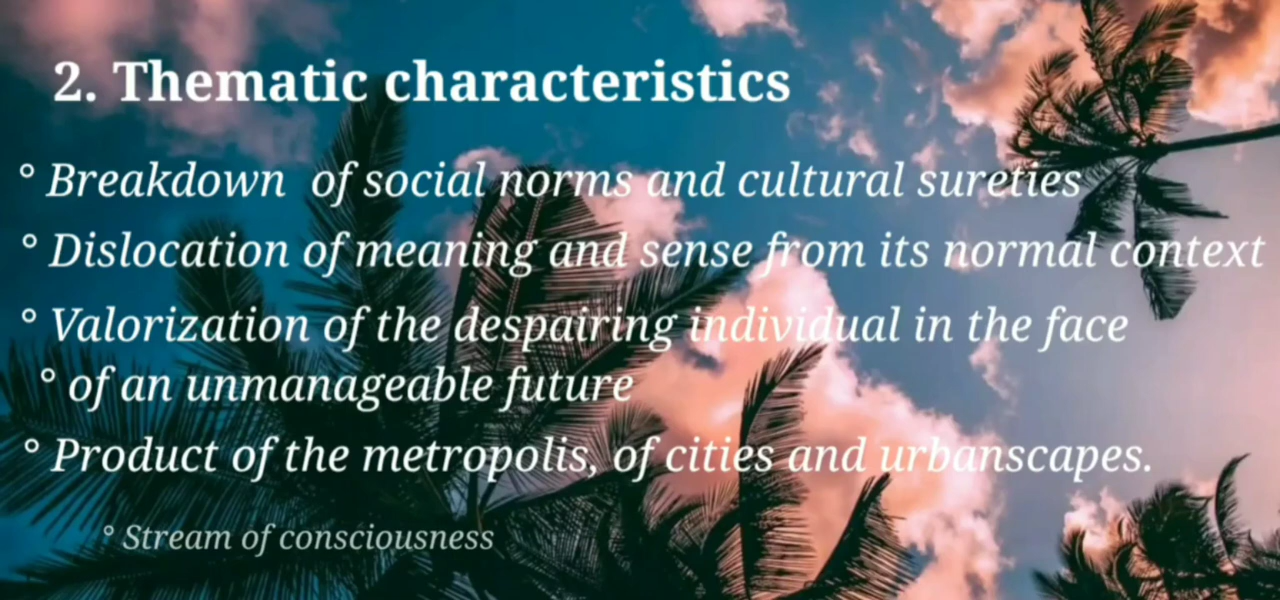 2. Thematic characteristics
° Breakdown of social norms and cultural sureties
° Dislocation of meaning and sense from its normal context
° Valorization of the despairing individual in the face
° of an unmanageable future
° Product of the metropolis, of cities and urbanscapes.
° Stream of consciousness